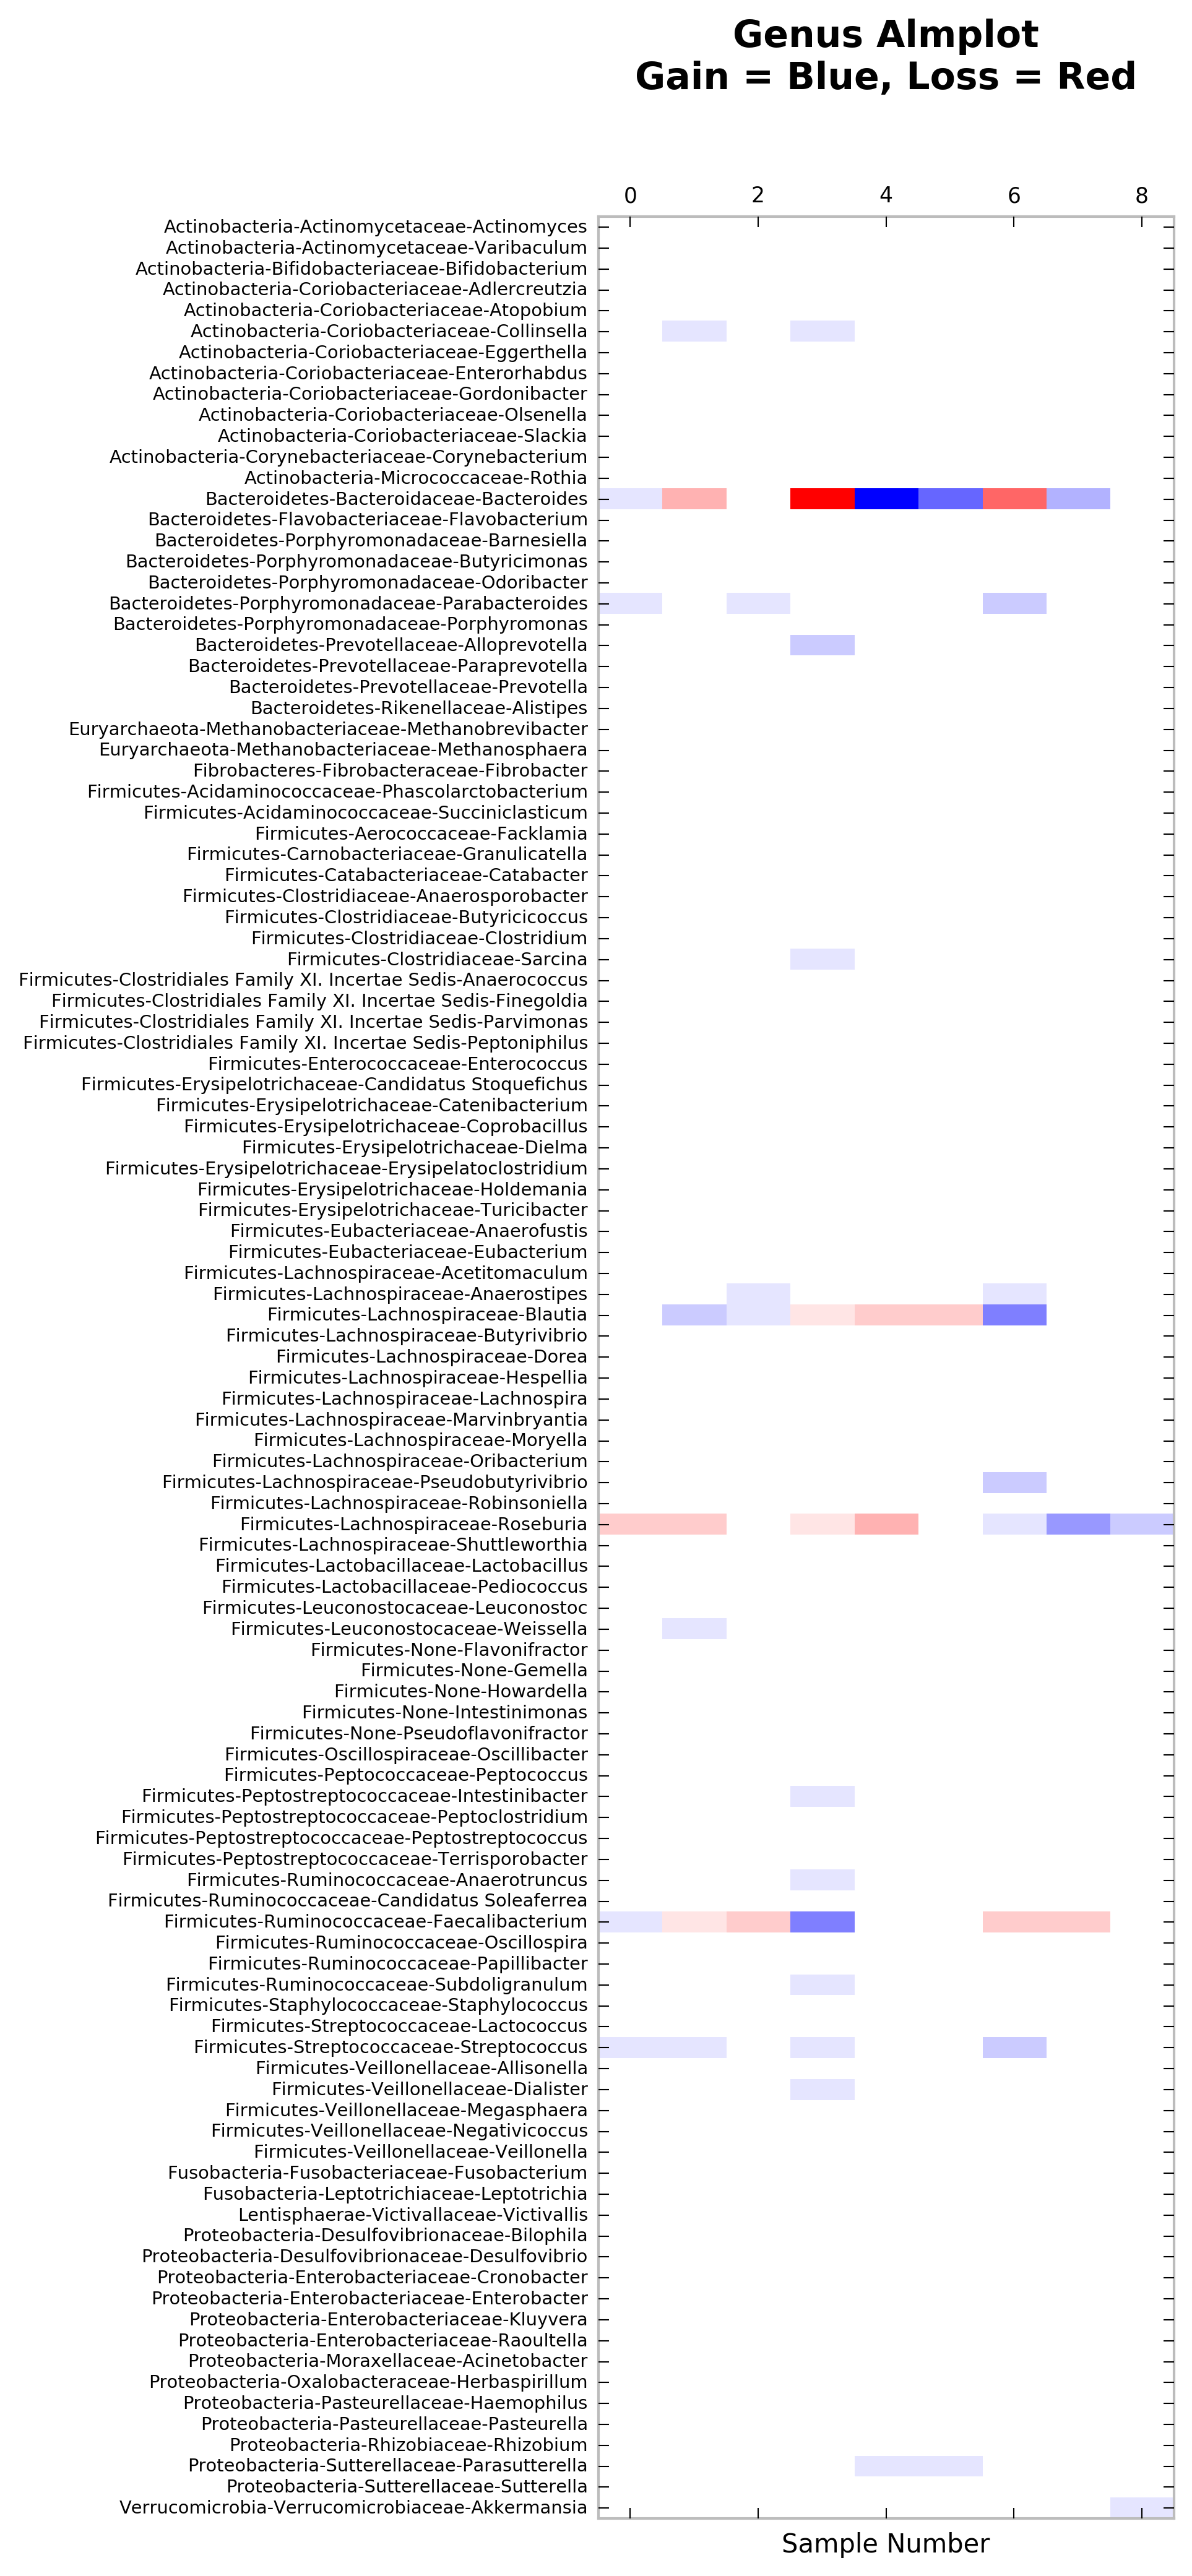 Genus Almplot
Gain = Blue, Loss = Red
0 2 4 6 8
Actinobacteria-Actinomycetaceae-Actinomyces
Actinobacteria-Actinomycetaceae-Varibaculum
Actinobacteria-Bifidobacteriaceae-Bifidobacterium
Actinobacteria-Coriobacteriaceae-Adlercreutzia
Actinobacteria-Coriobacteriaceae-Atopobium
Actinobacteria-Coriobacteriaceae-Collinsella
Actinobacteria-Coriobacteriaceae-Eggerthella
Actinobacteria-Coriobacteriaceae-Enterorhabdus
Actinobacteria-Coriobacteriaceae-Gordonibacter
Actinobacteria-Coriobacteriaceae-Olsenella
Actinobacteria-Coriobacteriaceae-Slackia
Actinobacteria-Corynebacteriaceae-Corynebacterium
Actinobacteria-Micrococcaceae-Rothia
Bacteroidetes-Bacteroidaceae-Bacteroides
Bacteroidetes-Flavobacteriaceae-Flavobacterium
Bacteroidetes-Porphyromonadaceae-Barnesiella
Bacteroidetes-Porphyromonadaceae-Butyricimonas
Bacteroidetes-Porphyromonadaceae-Odoribacter
Bacteroidetes-Porphyromonadaceae-Parabacteroides
Bacteroidetes-Porphyromonadaceae-Porphyromonas
Bacteroidetes-Prevotellaceae-Alloprevotella
Bacteroidetes-Prevotellaceae-Paraprevotella
Bacteroidetes-Prevotellaceae-Prevotella
Bacteroidetes-Rikenellaceae-Alistipes
Euryarchaeota-Methanobacteriaceae-Methanobrevibacter
Euryarchaeota-Methanobacteriaceae-Methanosphaera
Fibrobacteres-Fibrobacteraceae-Fibrobacter
Firmicutes-Acidaminococcaceae-Phascolarctobacterium
Firmicutes-Acidaminococcaceae-Succiniclasticum
Firmicutes-Aerococcaceae-Facklamia
Firmicutes-Carnobacteriaceae-Granulicatella
Firmicutes-Catabacteriaceae-Catabacter
Firmicutes-Clostridiaceae-Anaerosporobacter
Firmicutes-Clostridiaceae-Butyricicoccus
Firmicutes-Clostridiaceae-Clostridium
Firmicutes-Clostridiaceae-Sarcina
Firmicutes-Clostridiales Family XI. Incertae Sedis-Anaerococcus
Firmicutes-Clostridiales Family XI. Incertae Sedis-Finegoldia
Firmicutes-Clostridiales Family XI. Incertae Sedis-Parvimonas
Firmicutes-Clostridiales Family XI. Incertae Sedis-Peptoniphilus
Firmicutes-Enterococcaceae-Enterococcus
Firmicutes-Erysipelotrichaceae-Candidatus Stoquefichus
Firmicutes-Erysipelotrichaceae-Catenibacterium
Firmicutes-Erysipelotrichaceae-Coprobacillus
Firmicutes-Erysipelotrichaceae-Dielma
Firmicutes-Erysipelotrichaceae-Erysipelatoclostridium
Firmicutes-Erysipelotrichaceae-Holdemania
Firmicutes-Erysipelotrichaceae-Turicibacter
Firmicutes-Eubacteriaceae-Anaerofustis
Firmicutes-Eubacteriaceae-Eubacterium
Firmicutes-Lachnospiraceae-Acetitomaculum
Firmicutes-Lachnospiraceae-Anaerostipes
Firmicutes-Lachnospiraceae-Blautia
Firmicutes-Lachnospiraceae-Butyrivibrio
Firmicutes-Lachnospiraceae-Dorea
Firmicutes-Lachnospiraceae-Hespellia
Firmicutes-Lachnospiraceae-Lachnospira
Firmicutes-Lachnospiraceae-Marvinbryantia
Firmicutes-Lachnospiraceae-Moryella
Firmicutes-Lachnospiraceae-Oribacterium
Firmicutes-Lachnospiraceae-Pseudobutyrivibrio
Firmicutes-Lachnospiraceae-Robinsoniella
Firmicutes-Lachnospiraceae-Roseburia
Firmicutes-Lachnospiraceae-Shuttleworthia
Firmicutes-Lactobacillaceae-Lactobacillus
Firmicutes-Lactobacillaceae-Pediococcus
Firmicutes-Leuconostocaceae-Leuconostoc
Firmicutes-Leuconostocaceae-Weissella
Firmicutes-None-Flavonifractor
Firmicutes-None-Gemella
Firmicutes-None-Howardella
Firmicutes-None-Intestinimonas
Firmicutes-None-Pseudoflavonifractor
Firmicutes-Oscillospiraceae-Oscillibacter
Firmicutes-Peptococcaceae-Peptococcus
Firmicutes-Peptostreptococcaceae-Intestinibacter
Firmicutes-Peptostreptococcaceae-Peptoclostridium
Firmicutes-Peptostreptococcaceae-Peptostreptococcus
Firmicutes-Peptostreptococcaceae-Terrisporobacter
Firmicutes-Ruminococcaceae-Anaerotruncus
Firmicutes-Ruminococcaceae-Candidatus Soleaferrea
Firmicutes-Ruminococcaceae-Faecalibacterium
Firmicutes-Ruminococcaceae-Oscillospira
Firmicutes-Ruminococcaceae-Papillibacter
Firmicutes-Ruminococcaceae-Subdoligranulum
Firmicutes-Staphylococcaceae-Staphylococcus
Firmicutes-Streptococcaceae-Lactococcus
Firmicutes-Streptococcaceae-Streptococcus
Firmicutes-Veillonellaceae-Allisonella
Firmicutes-Veillonellaceae-Dialister
Firmicutes-Veillonellaceae-Megasphaera
Firmicutes-Veillonellaceae-Negativicoccus
Firmicutes-Veillonellaceae-Veillonella
Fusobacteria-Fusobacteriaceae-Fusobacterium
Fusobacteria-Leptotrichiaceae-Leptotrichia
Lentisphaerae-Victivallaceae-Victivallis
Proteobacteria-Desulfovibrionaceae-Bilophila
Proteobacteria-Desulfovibrionaceae-Desulfovibrio
Proteobacteria-Enterobacteriaceae-Cronobacter
Proteobacteria-Enterobacteriaceae-Enterobacter
Proteobacteria-Enterobacteriaceae-Kluyvera
Proteobacteria-Enterobacteriaceae-Raoultella
Proteobacteria-Moraxellaceae-Acinetobacter
Proteobacteria-Oxalobacteraceae-Herbaspirillum
Proteobacteria-Pasteurellaceae-Haemophilus
Proteobacteria-Pasteurellaceae-Pasteurella
Proteobacteria-Rhizobiaceae-Rhizobium
Proteobacteria-Sutterellaceae-Parasutterella
Proteobacteria-Sutterellaceae-Sutterella
Verrucomicrobia-Verrucomicrobiaceae-Akkermansia
Sample Number